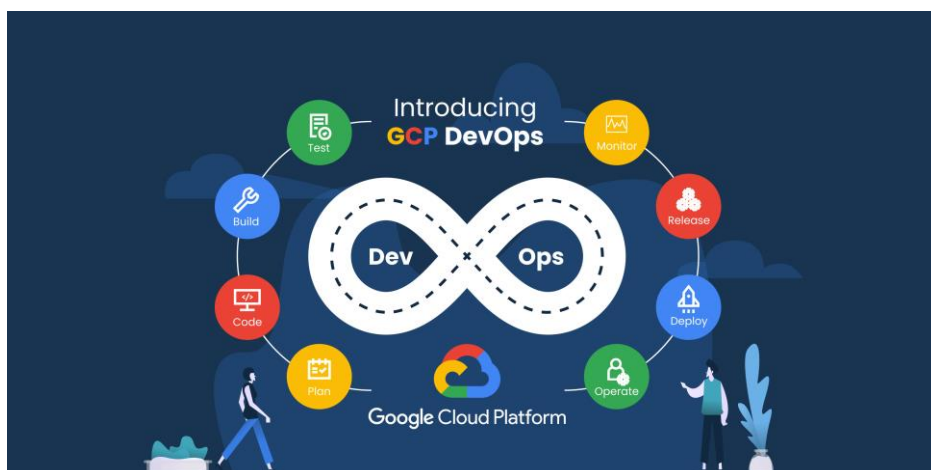 Introducing
GCP DevOps
Test
Monitor
Build
Release
Dev
Ops
Code
Deploy
Plan
Operate
Google Cloud Platform